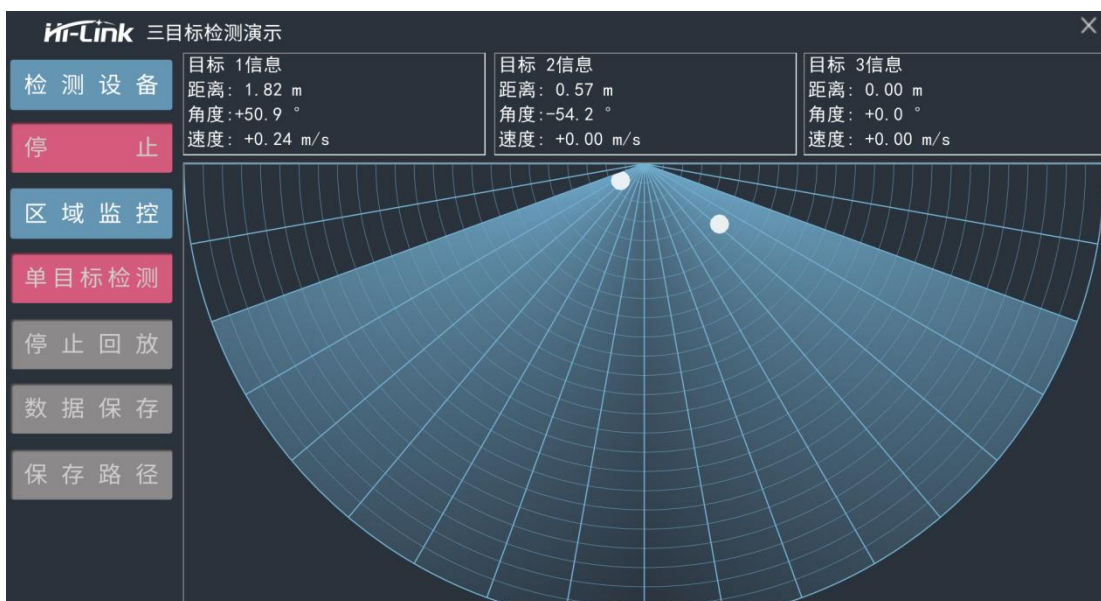 Hi-Link 三目标检测演示
检测设备
停止
区域监控
单目标检测
停止回放
数据保存
保存路径
目标 1信息
距离: 1.82 m
角度:+50.9 °
速度: +0.24 m/s
目标 2信息
距离: 0.57 m
角度:-54.2 °
速度: +0.00 m/s
目标 3信息
距离: 0.00 m
角度: +0.0 °
速度: +0.00 m/s